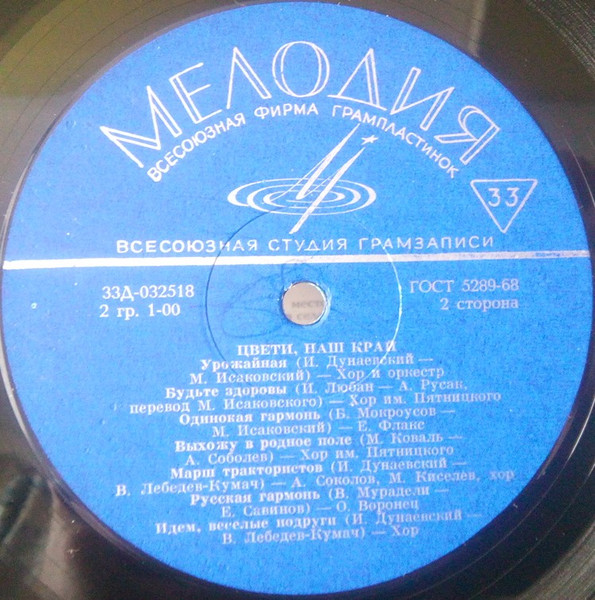 МЕЛОДИЯ
ВСЕСОЮЗНАЯ ФИРМА ГРАМПЛАСТИНОК
33
ВСЕСОЮЗНАЯ СТУДИЯ ГРАМЗАПИСИ
33Д-032518
ГОСТ 5289-68
2 гр. 1-00
2 сторона
ЦВЕТИ, НАШ КРАЙ
Урожайная (И. Дунаевский —
М. Исаковский) — Хор и оркестр
Будьте здоровы (И. Любан — А. Русак,
перевод М. Исаковского) — Хор им. Пятницкого
Одинокая гармонь (Б. Мокроусов —
М. Исаковский) — Е. Флакс
Выхожу в родное поле (М. Коваль —
А. Соболев) — Хор им. Пятницкого
Марш трактористов (И. Дунаевский —
В. Лебедев-Кумач) — А. Соколов, М. Киселев, хор
Русская гармонь (В. Мурадели —
Е. Савинов) — О. Воронец
Идем, веселые подруги (И. Дунаевский —
В. Лебедев-Кумач) — Хор